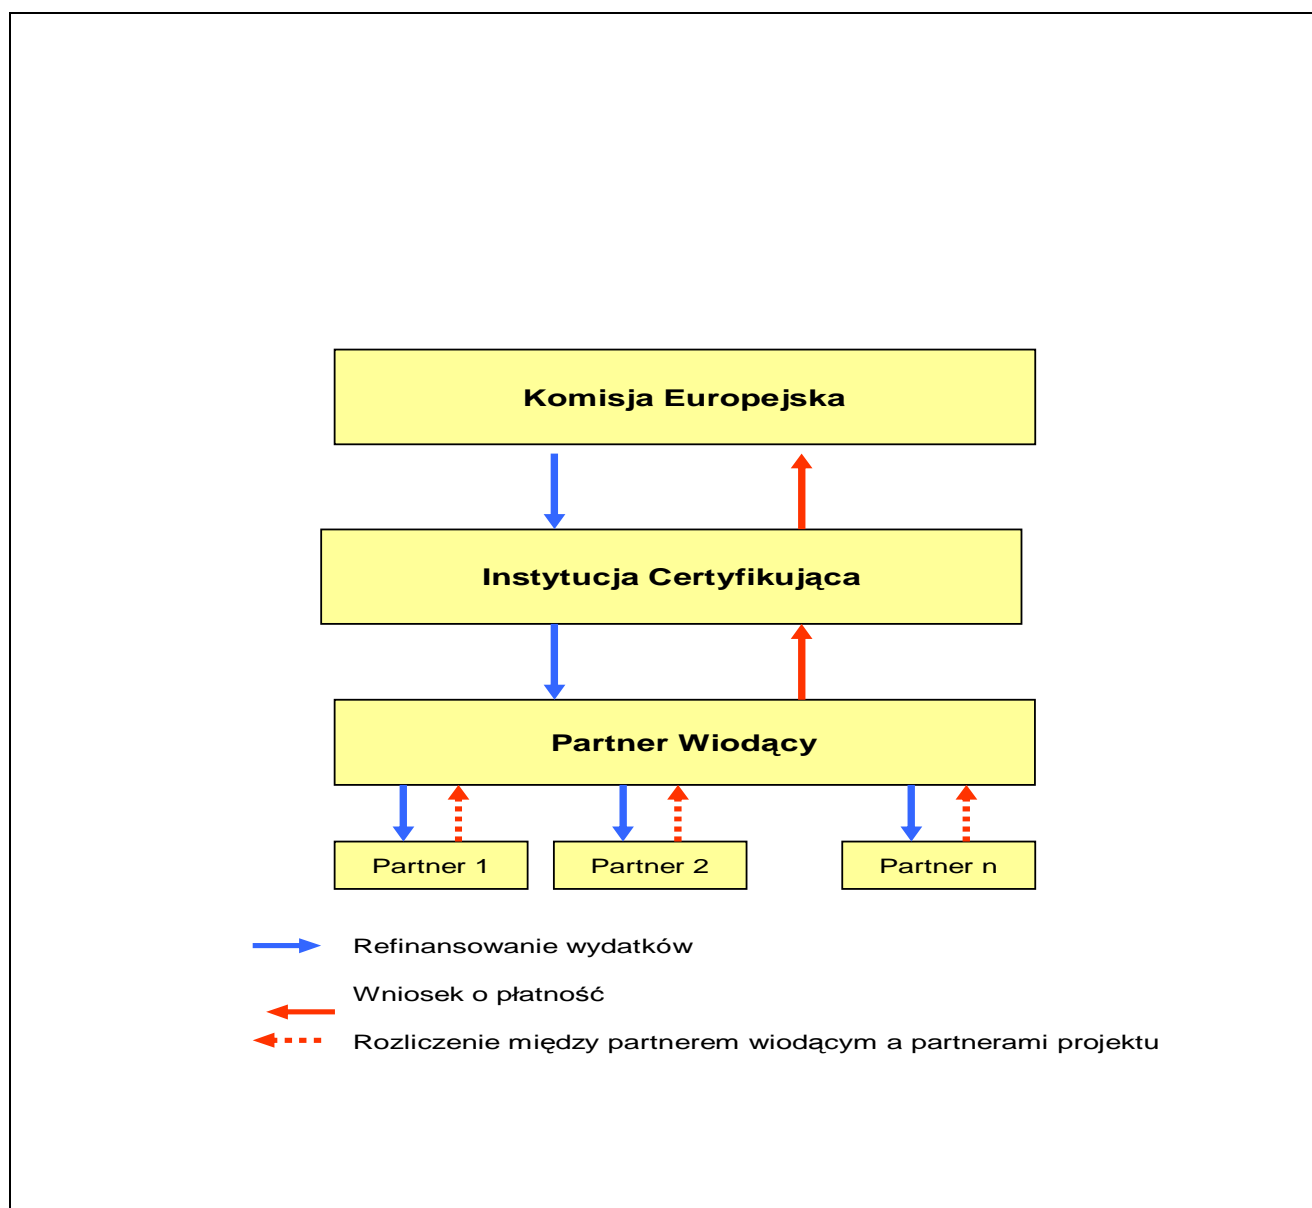 Komisja Europejska
Instytucja Certyfikująca
Partner Wiodący
Partner 1
Partner 2
Partner n
Refinansowanie wydatków
Wniosek o płatność
Rozliczenie między partnerem wiodącym a partnerami projektu